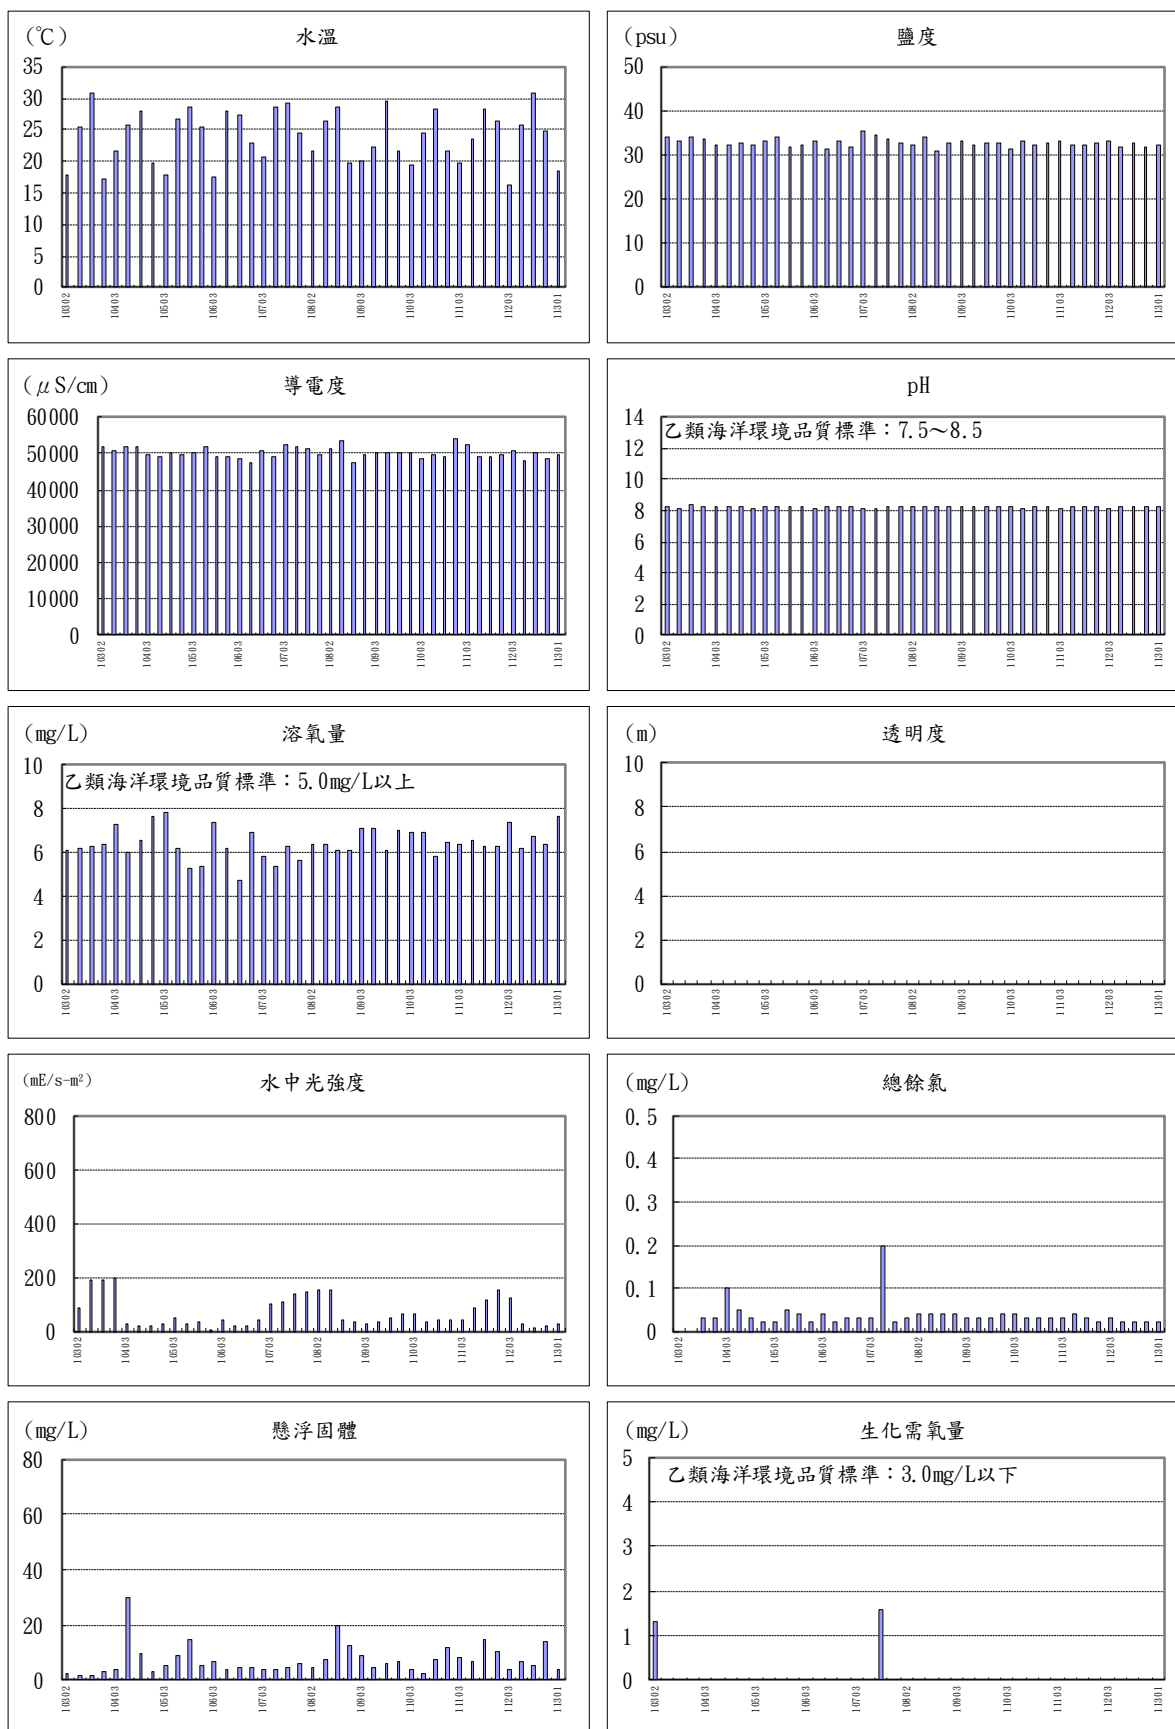 (℃) 水溫
35
30
25
20
15
10
5
0
10302 10403 10503 10603 10703 10802 10903 11003 11103 11203 11301
(psu) 鹽度
50
40
30
20
10
0
10302 10403 10503 10603 10703 10802 10903 11003 11103 11203 11301
(μS/cm) 導電度
60000
50000
40000
30000
20000
10000
0
10302 10403 10503 10603 10703 10802 10903 11003 11103 11203 11301
pH
乙類海洋環境品質標準：7.5～8.5
14
12
10
8
6
4
2
0
10302 10403 10503 10603 10703 10802 10903 11003 11103 11203 11301
(mg/L) 溶氧量
乙類海洋環境品質標準：5.0mg/L以上
10
8
6
4
2
0
10302 10403 10503 10603 10703 10802 10903 11003 11103 11203 11301
(m) 透明度
10
8
6
4
2
0
10302 10403 10503 10603 10703 10802 10903 11003 11103 11203 11301
(mE/s-m²) 水中光強度
800
600
400
200
0
10302 10403 10503 10603 10703 10802 10903 11003 11103 11203 11301
(mg/L) 總餘氯
0.5
0.4
0.3
0.2
0.1
0
10302 10403 10503 10603 10703 10802 10903 11003 11103 11203 11301
(mg/L) 懸浮固體
80
60
40
20
0
10302 10403 10503 10603 10703 10802 10903 11003 11103 11203 11301
(mg/L) 生化需氧量
乙類海洋環境品質標準：3.0mg/L以下
5
4
3
2
1
0
10302 10403 10503 10603 10703 10802 10903 11003 11103 11203 11301